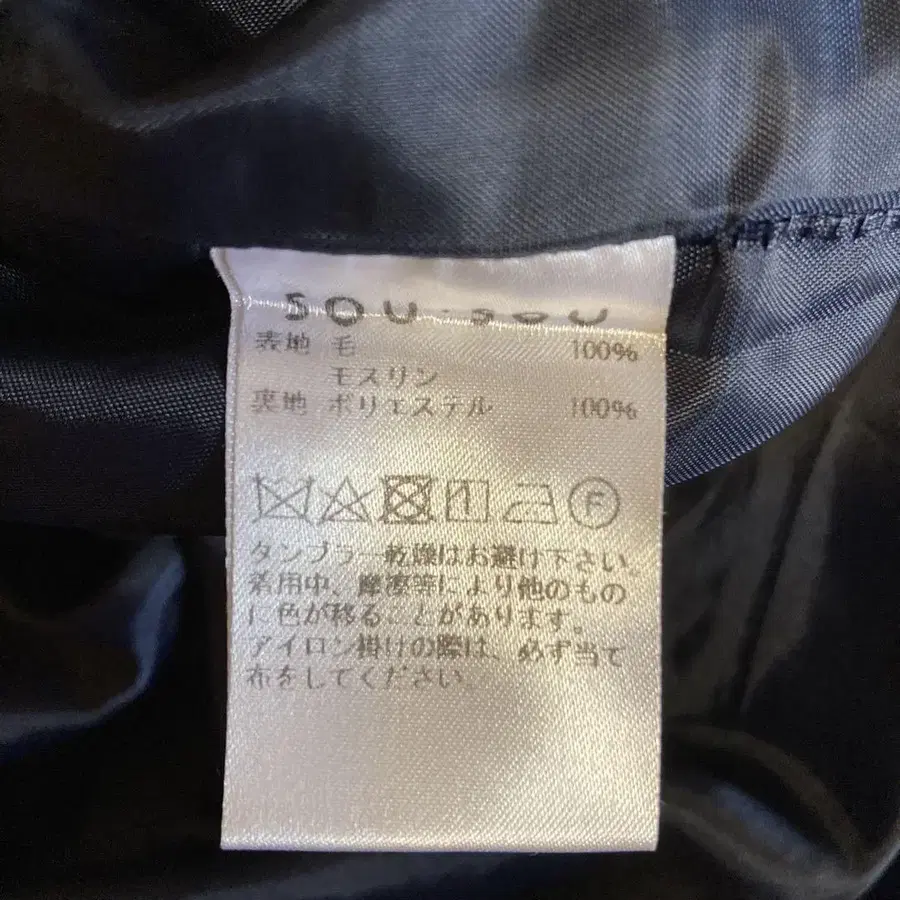 SOU・SOU
表地 毛 100%
モスリン
裏地 ポリエステル 100%
F
タンブラー乾燥はお避け下さい。
着用中、摩擦等により他のもの
に色が移ることがあります。
アイロン掛けの際は、必ず当て
布をしてください。